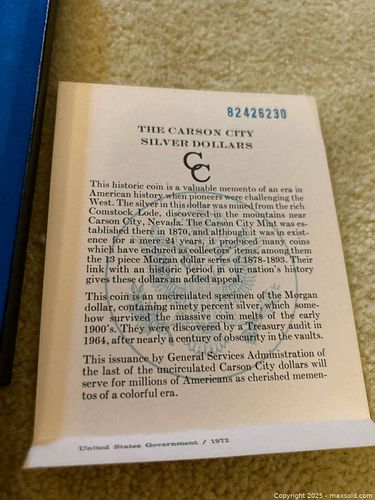 82426230
THE CARSON CITY
SILVER DOLLARS
CC
This historic coin is a valuable memento of an era in
American history when pioneers were challenging the
West. The silver in this dollar was mined from the rich
Comstock Lode, discovered in the mountains near
Carson City, Nevada. The Carson City Mint was es-
tablished there in 1870, and although it was in exist-
ence for a mere 24 years, it produced many coins
which have endured as collectors' items, among them
the 13 piece Morgan dollar series of 1878-1893. Their
link with an historic period in our nation's history
gives these dollars an added appeal.
This coin is an uncirculated specimen of the Morgan
dollar, containing ninety percent silver, which some-
how survived the massive coin melts of the early
1900's. They were discovered by a Treasury audit in
1964, after nearly a century of obscurity in the vaults.
This issuance by General Services Administration of
the last of the uncirculated Carson City dollars will
serve for millions of Americans as cherished memen-
tos of a colorful era.
United States Government / 1972
Copyright © 2025 - maxsold.com